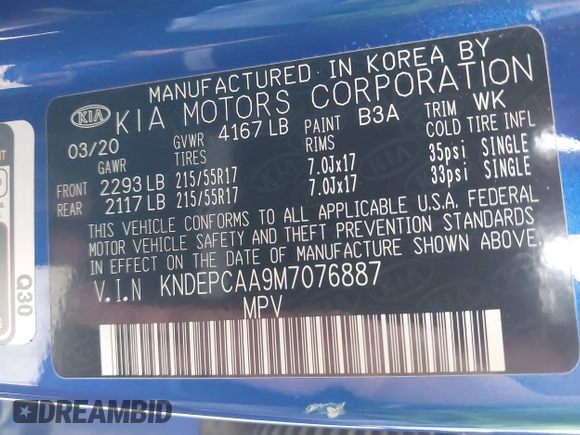 MANUFACTURED IN KOREA BY
KIA KIA MOTORS CORPORATION
03/20 GVWR 4167 LB PAINT B3A TRIM WK
GAWR TIRES RIMS COLD TIRE INFL
FRONT 2293 LB 215/55R17 7.0Jx17 35psi SINGLE
REAR 2117 LB 215/55R17 7.0Jx17 33psi SINGLE
THIS VEHICLE CONFORMS TO ALL APPLICABLE U.S.A. FEDERAL
MOTOR VEHICLE SAFETY AND THEFT PREVENTION STANDARDS
IN EFFECT ON THE DATE OF MANUFACTURE SHOWN ABOVE.
V.I.N KNDEPCAA9M7076887
MPV
Q30
DREAMBID